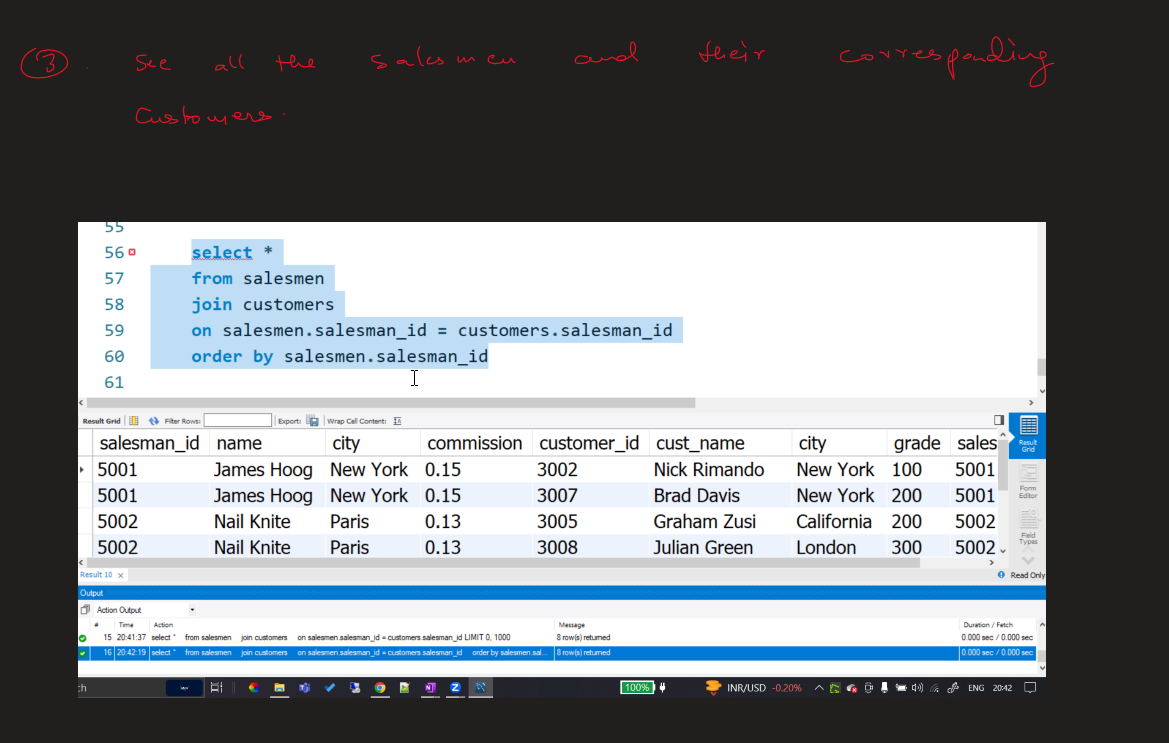 3. See all the salesmen and their corresponding
Customers.
55
56 select *
57 from salesmen
58 join customers
59 on salesmen.salesman_id = customers.salesman_id
60 order by salesmen.salesman_id
61
Result Grid Filter Rows: Export: Wrap Cell Content:
salesman_id name city commission customer_id cust_name city grade sales
5001 James Hoog New York 0.15 3002 Nick Rimando New York 100 5001
5001 James Hoog New York 0.15 3007 Brad Davis New York 200 5001
5002 Nail Knite Paris 0.13 3005 Graham Zusi California 200 5002
5002 Nail Knite Paris 0.13 3008 Julian Green London 300 5002
Result Grid
Form Editor
Field Types
Result 10 Read Only
Output
Action Output
# Time Action Message Duration / Fetch
15 20:41:37 select * from salesmen join customers on salesmen.salesman_id = customers.salesman_id LIMIT 0, 1000 8 row(s) returned 0.000 sec / 0.000 sec
16 20:42:19 select * from salesmen join customers on salesmen.salesman_id = customers.salesman_id order by salesmen.sal... 8 row(s) returned 0.000 sec / 0.000 sec
ch 100% INR/USD -0.20% ENG 20:42